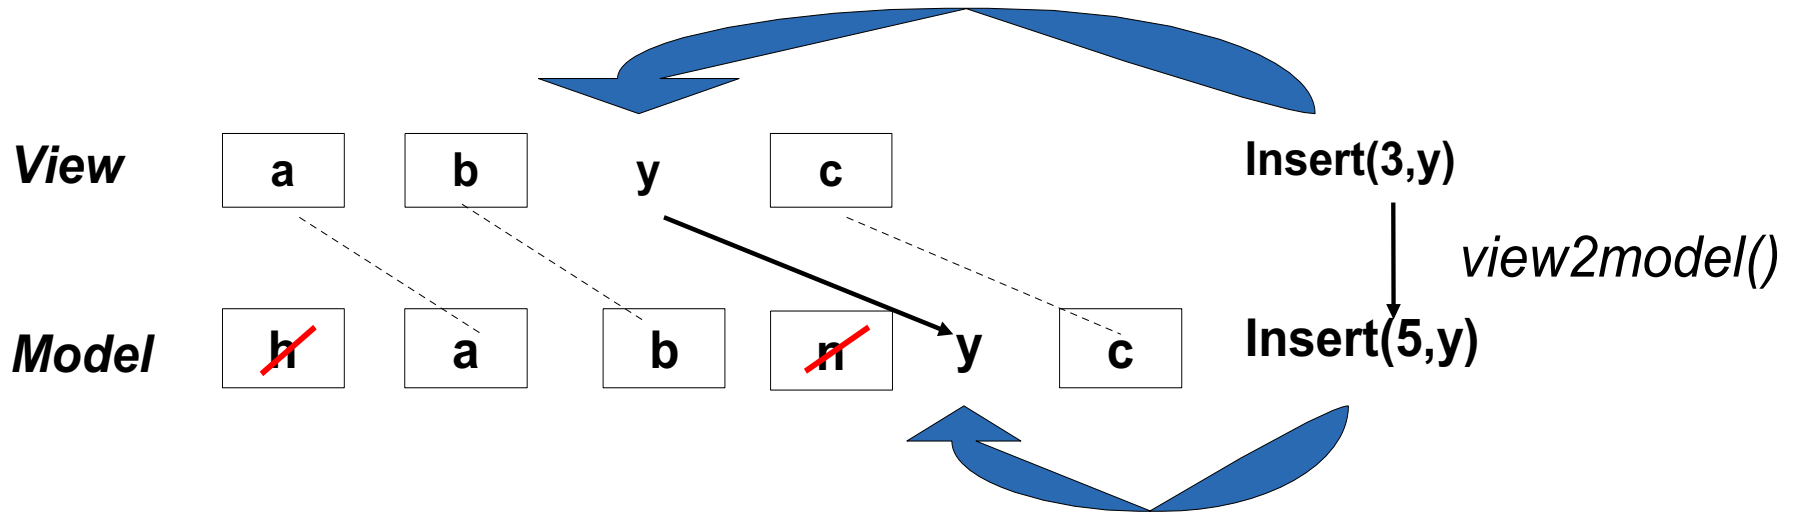 View a b y c Insert(3,y)
view2model()
Model h a b n y c Insert(5,y)